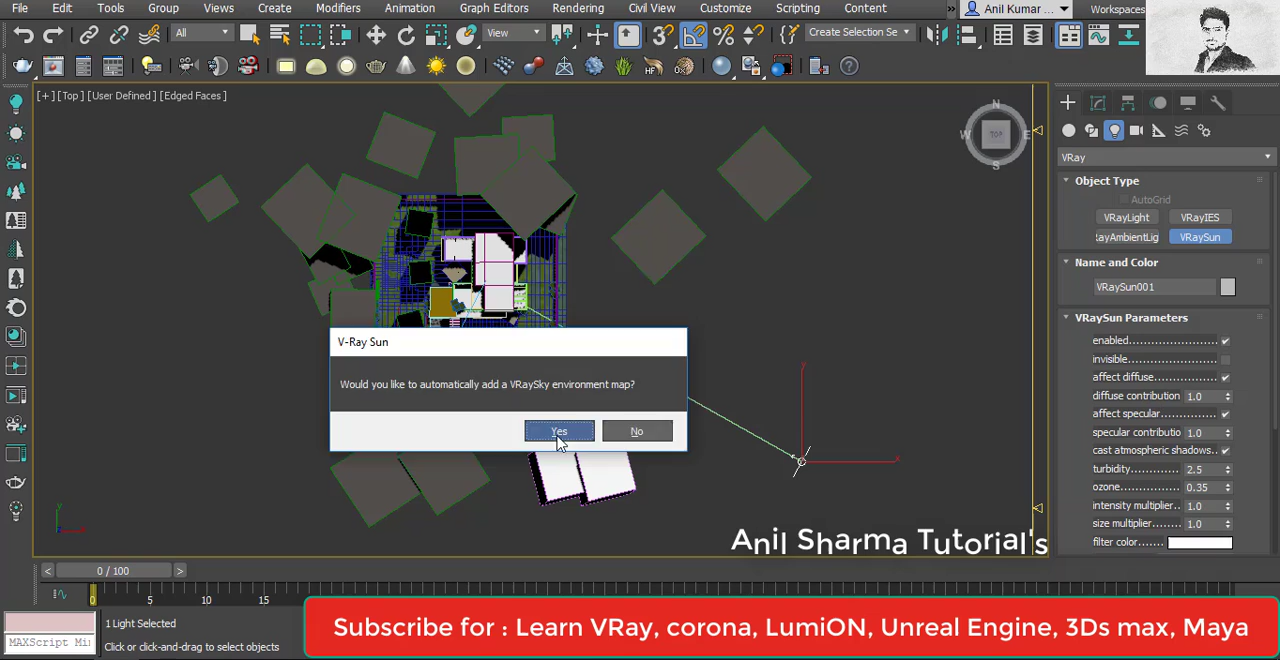 File Edit Tools Group Views Create Modifiers Animation Graph Editors Rendering Civil View Customize Scripting Content » Anil Kumar ... Workspaces
All View Create Selection Se
[+] [Top] [User Defined] [Edged Faces]
N
W TOP E
S
VRay
Object Type
AutoGrid
VRayLight VRayIES
:ayAmbientLig VRaySun
Name and Color
VRaySun001
VRaySun Parameters
enabled
invisible
affect diffuse
diffuse contribution 1.0
affect specular
specular contribution 1.0
cast atmospheric shadows..
turbidity 2.5
ozone 0.35
intensity multiplier 1.0
size multiplier 1.0
filter color
V-Ray Sun
Would you like to automatically add a VRaySky environment map?
Yes No
y
x
y
Anil Sharma Tutorial's
< 0 / 100 >
0 5 10 15
1 Light Selected
MAXScript Mi Click or click-and-drag to select objects
Subscribe for : Learn VRay, corona, LumiON, Unreal Engine, 3Ds max, Maya